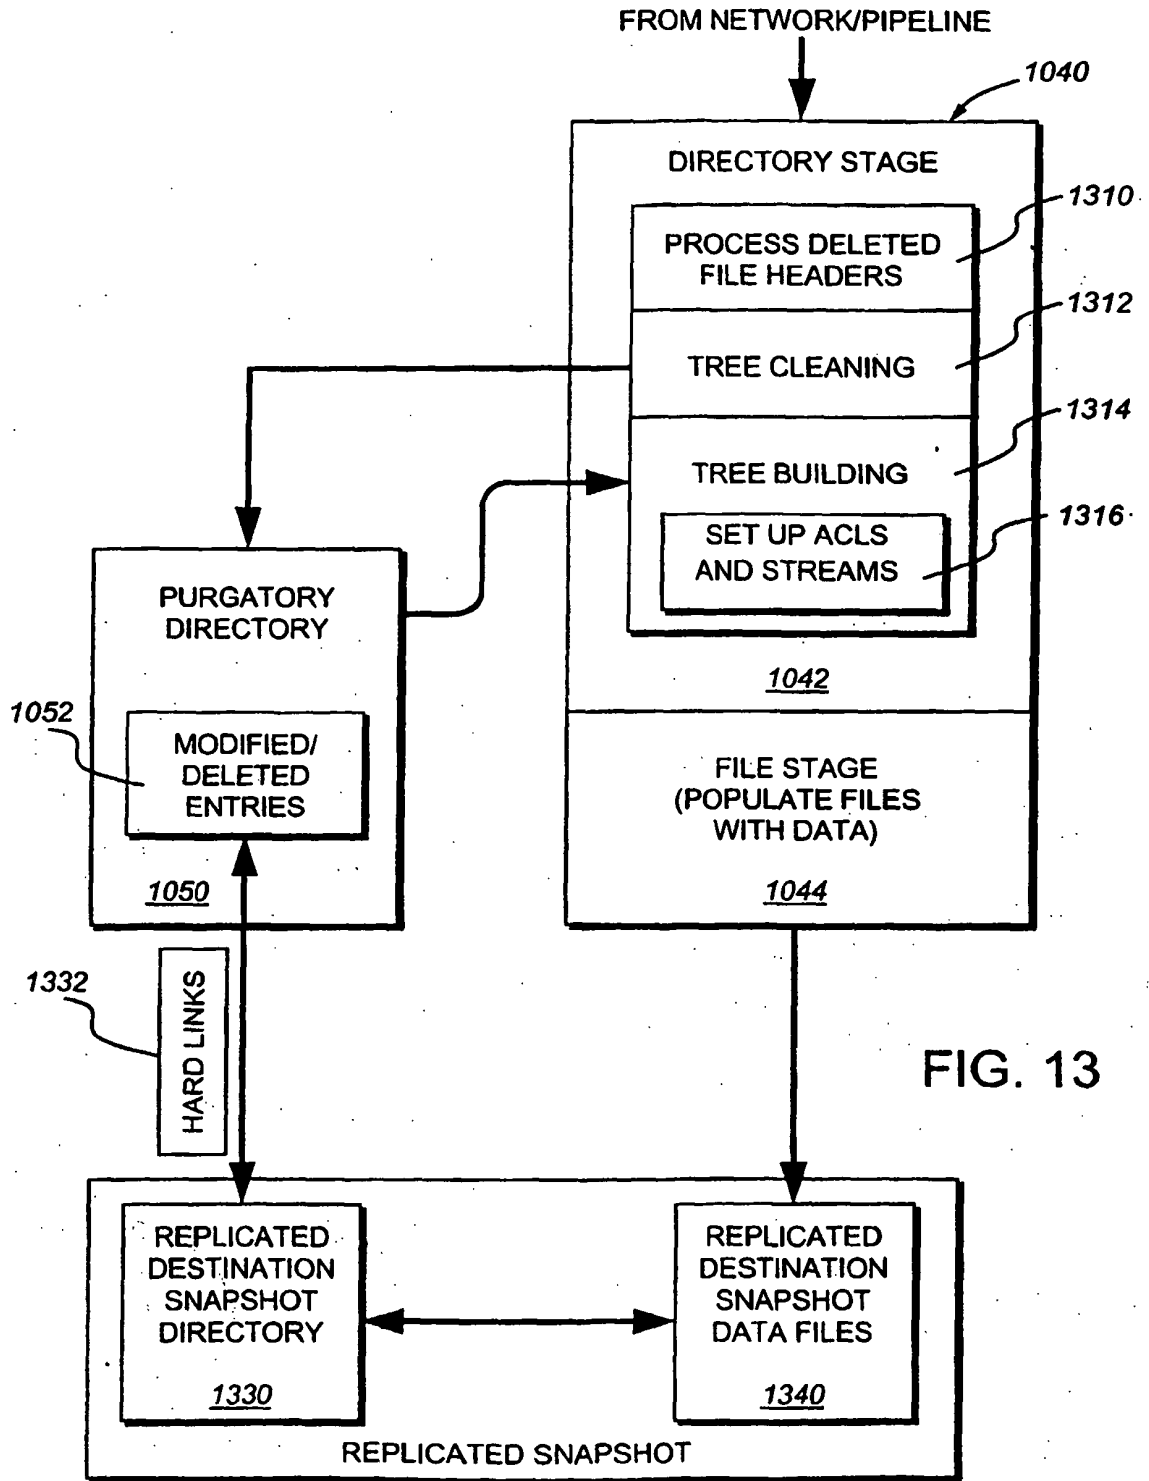 FROM NETWORK/PIPELINE
1040
DIRECTORY STAGE
1310
PROCESS DELETED
FILE HEADERS
1312
TREE CLEANING
1314
TREE BUILDING
1316
SET UP ACLS
AND STREAMS
1042
PURGATORY
DIRECTORY
1052
MODIFIED/
DELETED
ENTRIES
1050
FILE STAGE
(POPULATE FILES
WITH DATA)
1044
1332
HARD LINKS
FIG. 13
REPLICATED
DESTINATION
SNAPSHOT
DIRECTORY
1330
REPLICATED
DESTINATION
SNAPSHOT
DATA FILES
1340
REPLICATED SNAPSHOT